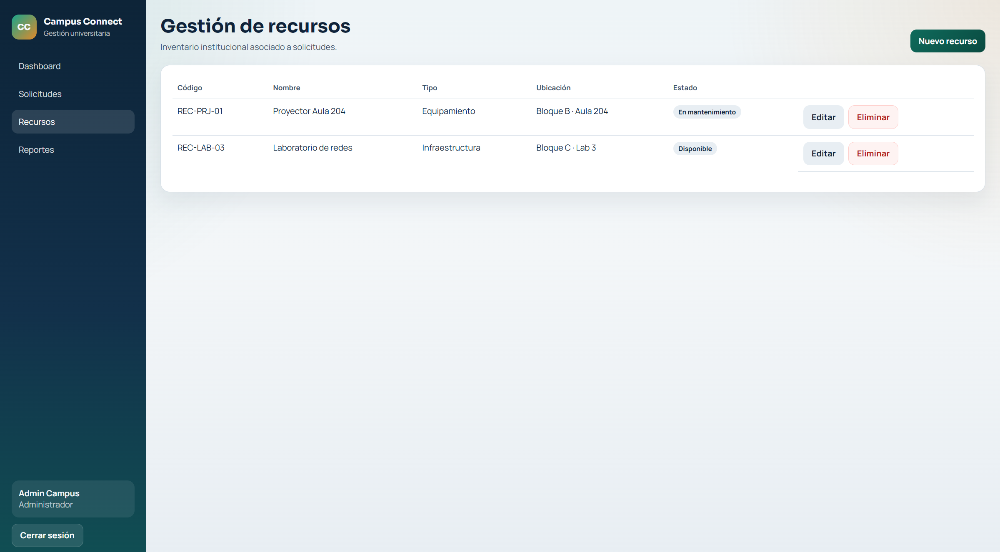 CC
Campus Connect
Gestión universitaria
Dashboard
Solicitudes
Recursos
Reportes
Admin Campus
Administrador
Cerrar sesión
Gestión de recursos
Inventario institucional asociado a solicitudes.
Nuevo recurso
Código Nombre Tipo Ubicación Estado
REC-PRJ-01 Proyector Aula 204 Equipamiento Bloque B · Aula 204 En mantenimiento Editar Eliminar
REC-LAB-03 Laboratorio de redes Infraestructura Bloque C · Lab 3 Disponible Editar Eliminar